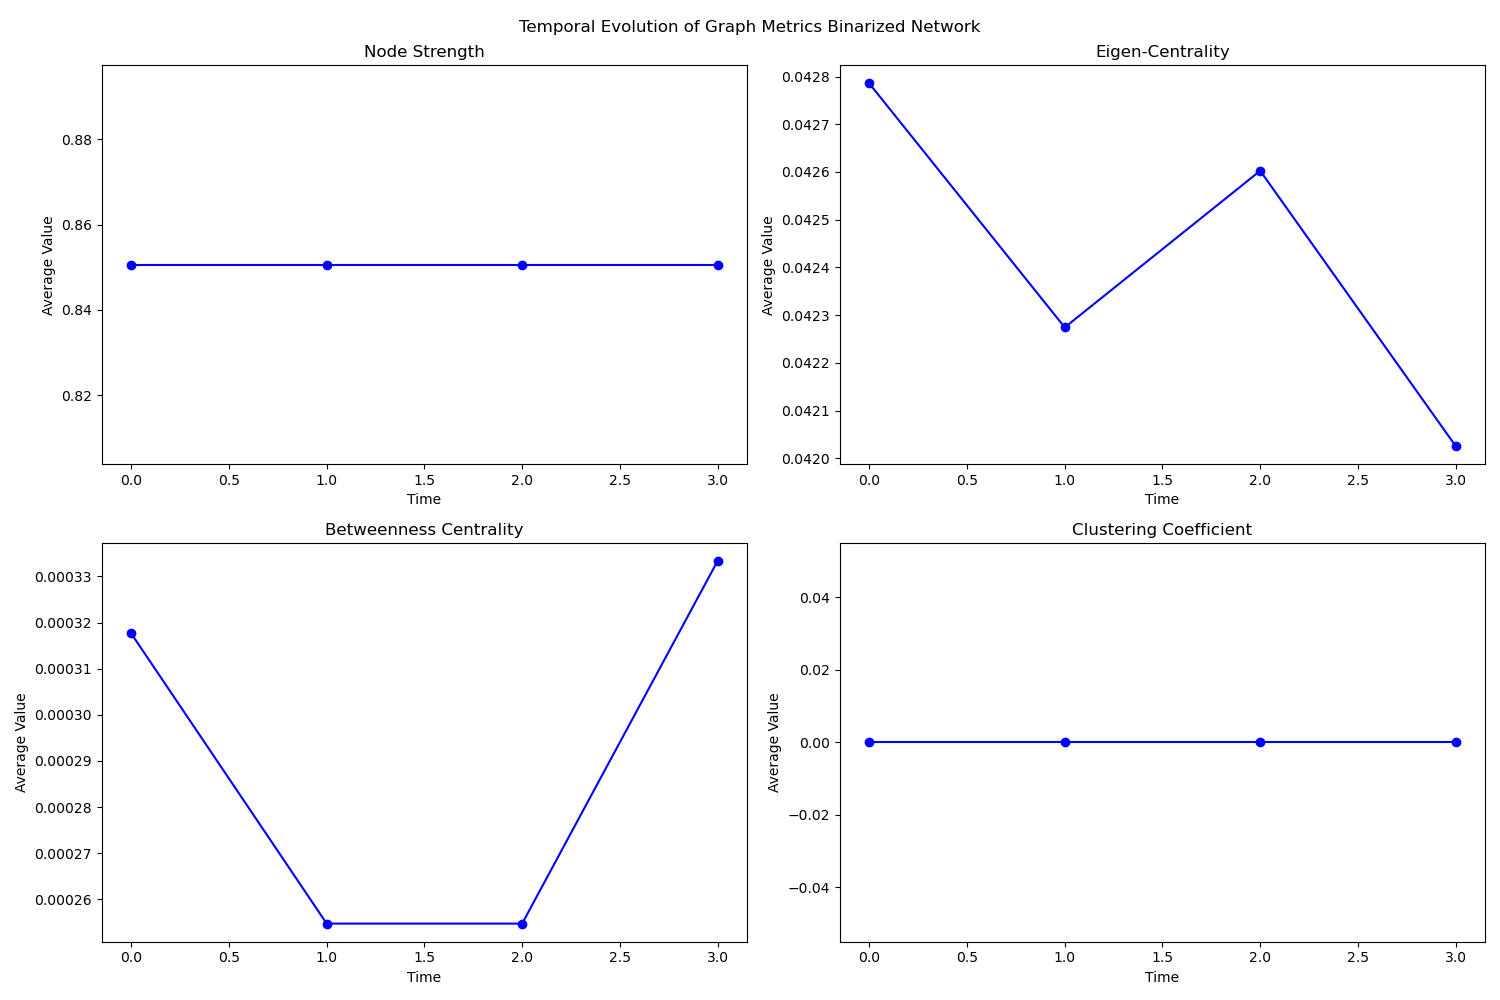 Temporal Evolution of Graph Metrics Binarized Network
Node Strength
Average Value
0.88
0.86
0.84
0.82
0.0 0.5 1.0 1.5 2.0 2.5 3.0
Time
Eigen-Centrality
Average Value
0.0428
0.0427
0.0426
0.0425
0.0424
0.0423
0.0422
0.0421
0.0420
0.0 0.5 1.0 1.5 2.0 2.5 3.0
Time
Betweenness Centrality
Average Value
0.00033
0.00032
0.00031
0.00030
0.00029
0.00028
0.00027
0.00026
0.0 0.5 1.0 1.5 2.0 2.5 3.0
Time
Clustering Coefficient
Average Value
0.04
0.02
0.00
−0.02
−0.04
0.0 0.5 1.0 1.5 2.0 2.5 3.0
Time